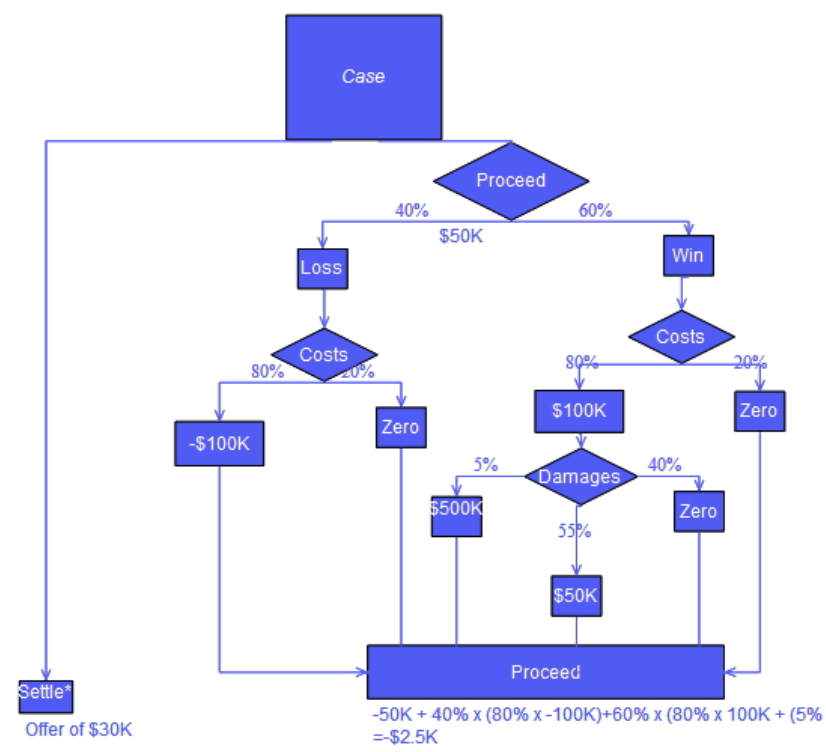 Case
Proceed
40%
60%
$50K
Loss
Win
Costs
Costs
80%
20%
80%
20%
-$100K
Zero
$100K
Zero
5%
Damages
40%
$500K
Zero
55%
$50K
Proceed
Settle*
Offer of $30K
-50K + 40% x (80% x -100K)+60% x (80% x 100K + (5%
=-$2.5K